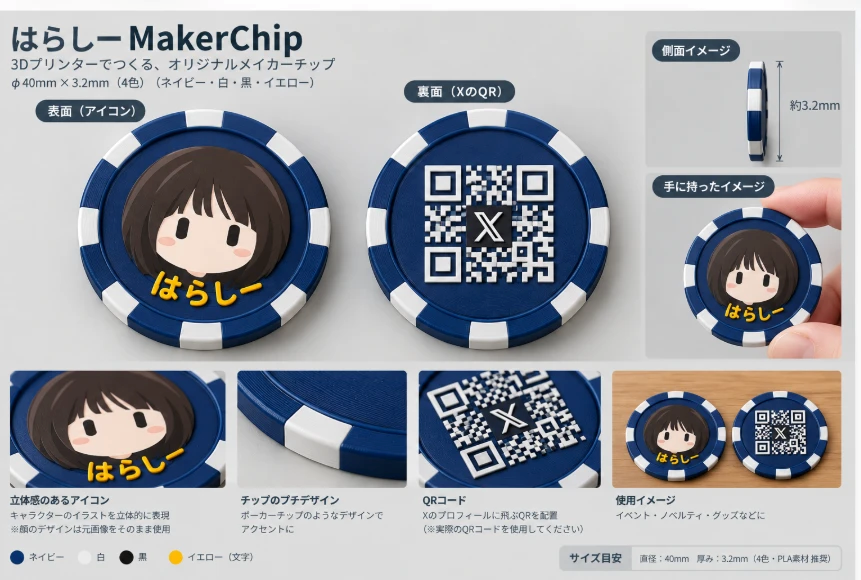 はらしー MakerChip
3Dプリンターでつくる、オリジナルメイカーチップ
φ40mm×3.2mm（4色）（ネイビー・白・黒・イエロー）
表面（アイコン）
裏面（XのQR）
側面イメージ
約3.2mm
手に持ったイメージ
はらしー
X
はらしー
はらしー
X
はらしー
X
立体感のあるアイコン
キャラクターのイラストを立体的に表現
※顔のデザインは元画像をそのまま使用
チップのプチデザイン
ポーカーチップのようなデザインで
アクセントに
QRコード
Xのプロフィールに飛ぶQRを配置
（※実際のQRコードを使用してください）
使用イメージ
イベント・ノベルティ・グッズなどに
ネイビー
白
黒
イエロー（文字）
サイズ目安
直径：40mm 厚み：3.2mm（4色・PLA素材 推奨）